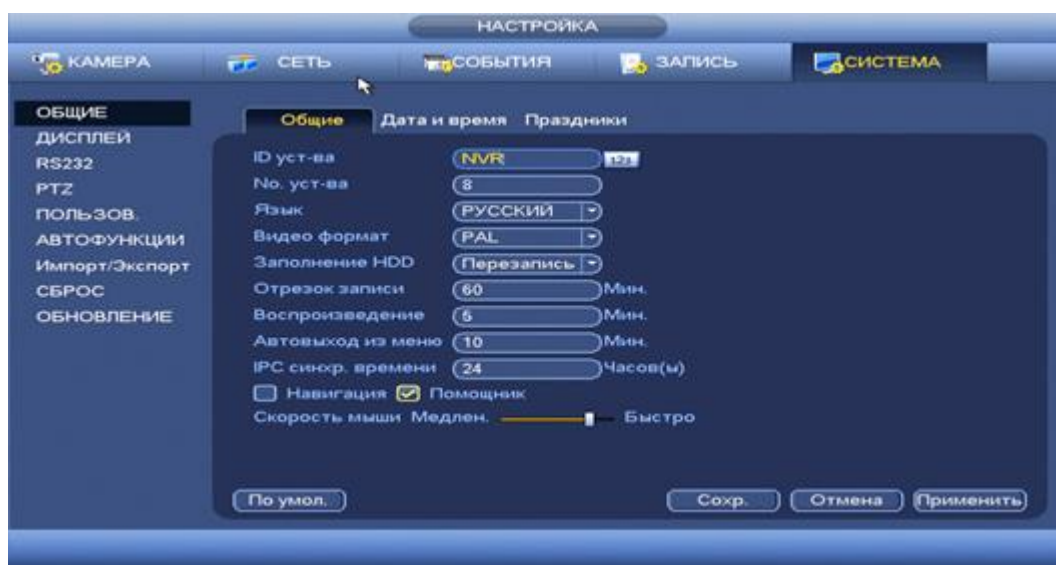 НАСТРОЙКА
КАМЕРА СЕТЬ СОБЫТИЯ ЗАПИСЬ СИСТЕМА
ОБЩИЕ
ДИСПЛЕЙ
RS232
PTZ
ПОЛЬЗОВ.
АВТОФУНКЦИИ
Импорт/Экспорт
СБРОС
ОБНОВЛЕНИЕ
Общие Дата и время Праздники
ID уст-ва NVR 123
No. уст-ва 8
Язык РУССКИЙ
Видео формат PAL
Заполнение HDD Перезапись
Отрезок записи 60 Мин.
Воспроизведение 5 Мин.
Автовыход из меню 10 Мин.
IPC синхр. времени 24 Часов(ы)
Навигация Помощник
Скорость мыши Медлен. Быстро
По умол. Сохр. Отмена Применить